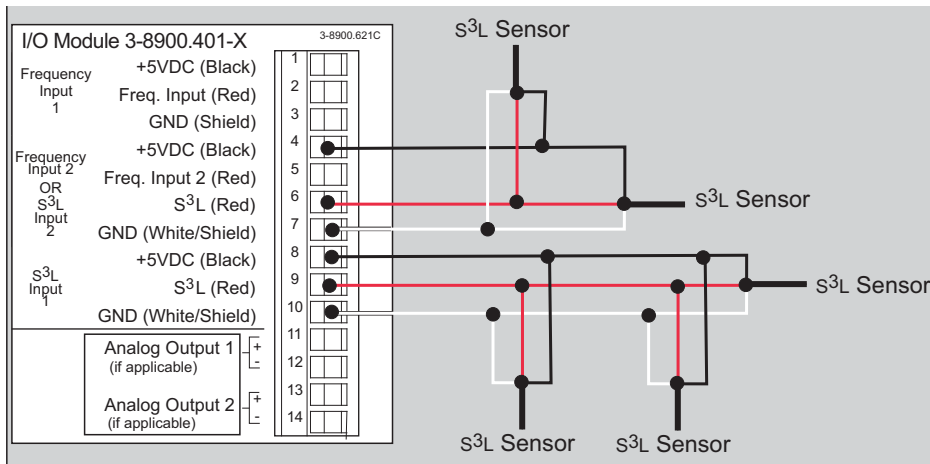 I/O Module 3-8900.401-X
3-8900.621C
Frequency
Input
1
+5VDC (Black)
Freq. Input (Red)
GND (Shield)
Frequency
Input 2
OR
S³L
Input
2
+5VDC (Black)
Freq. Input 2 (Red)
S³L (Red)
GND (White/Shield)
S³L
Input
1
+5VDC (Black)
S³L (Red)
GND (White/Shield)
Analog Output 1
(if applicable)
+
-
Analog Output 2
(if applicable)
+
-
1
2
3
4
5
6
7
8
9
10
11
12
13
14
S³L Sensor
S³L Sensor
S³L Sensor
S³L Sensor
S³L Sensor